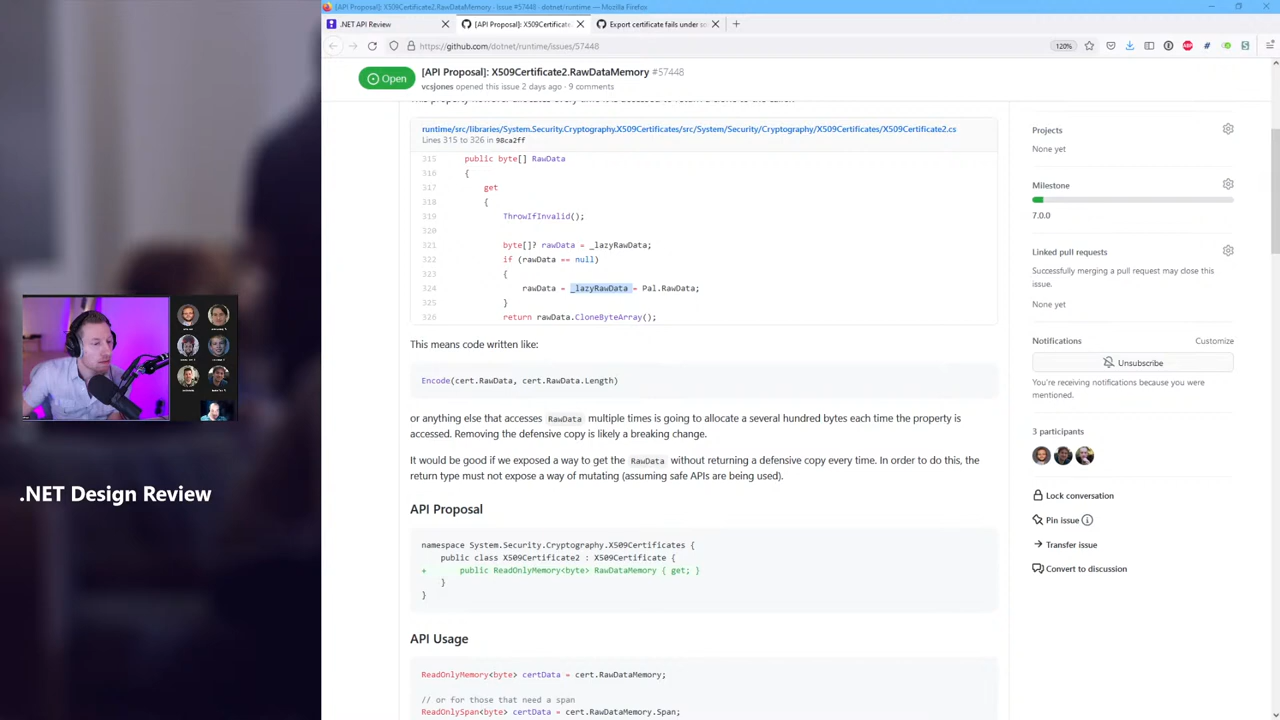 [API Proposal]: X509Certificate2.RawDataMemory · Issue #57448 · dotnet/runtime — Mozilla Firefox
.NET API Review
[API Proposal]: X509Certificate
Export certificate fails under
https://github.com/dotnet/runtime/issues/57448
120%
Open
[API Proposal]: X509Certificate2.RawDataMemory #57448
vcsjones opened this issue 2 days ago · 9 comments
runtime/src/libraries/System.Security.Cryptography.X509Certificates/src/System/Security/Cryptography/X509Certificates/X509Certificate2.cs
Lines 315 to 326 in 98ca2ff
315 public byte[] RawData
316 {
317 get
318 {
319 ThrowIfInvalid();
320
321 byte[]? rawData = _lazyRawData;
322 if (rawData == null)
323 {
324 rawData = _lazyRawData = Pal.RawData;
325 }
326 return rawData.CloneByteArray();
This means code written like:
Encode(cert.RawData, cert.RawData.Length)
or anything else that accesses RawData multiple times is going to allocate a several hundred bytes each time the property is
accessed. Removing the defensive copy is likely a breaking change.
It would be good if we exposed a way to get the RawData without returning a defensive copy every time. In order to do this, the
return type must not expose a way of mutating (assuming safe APIs are being used).
API Proposal
namespace System.Security.Cryptography.X509Certificates {
public class X509Certificate2 : X509Certificate {
+ public ReadOnlyMemory<byte> RawDataMemory { get; }
}
}
API Usage
ReadOnlyMemory<byte> certData = cert.RawDataMemory;
// or for those that need a span
ReadOnlySpan<byte> certData = cert.RawDataMemory.Span;
Projects
None yet
Milestone
7.0.0
Linked pull requests
Successfully merging a pull request may close this
issue.
None yet
Notifications
Customize
Unsubscribe
You're receiving notifications because you were
mentioned.
3 participants
Lock conversation
Pin issue
Transfer issue
Convert to discussion
.NET Design Review